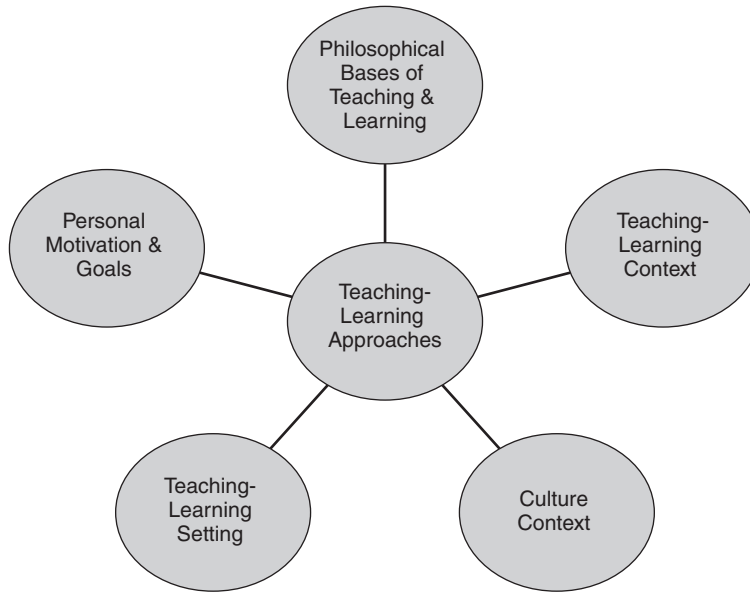 Philosophical
Bases of
Teaching &
Learning
Personal
Motivation &
Goals
Teaching-
Learning
Context
Teaching-
Learning
Approaches
Teaching-
Learning
Setting
Culture
Context